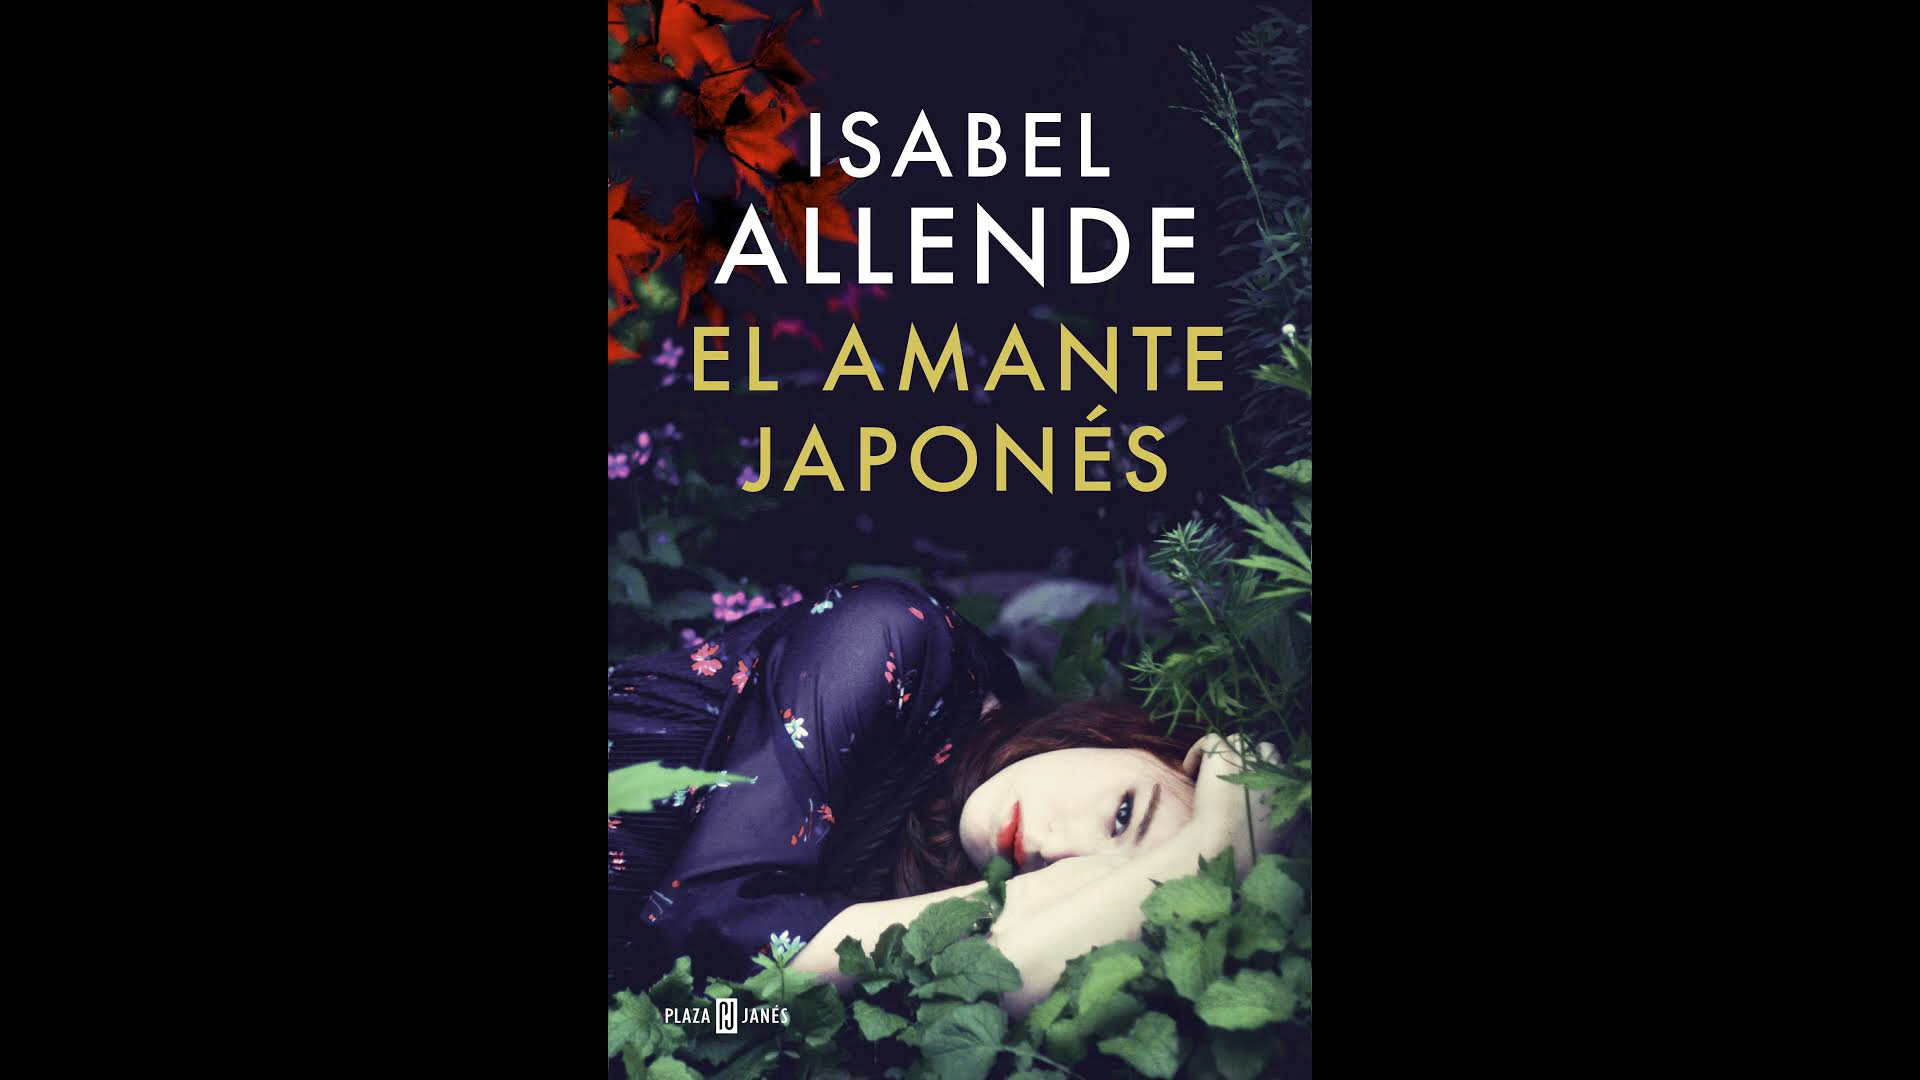 ISABEL
ALLENDE
EL AMANTE
JAPONÉS
PLAZA JANÉS